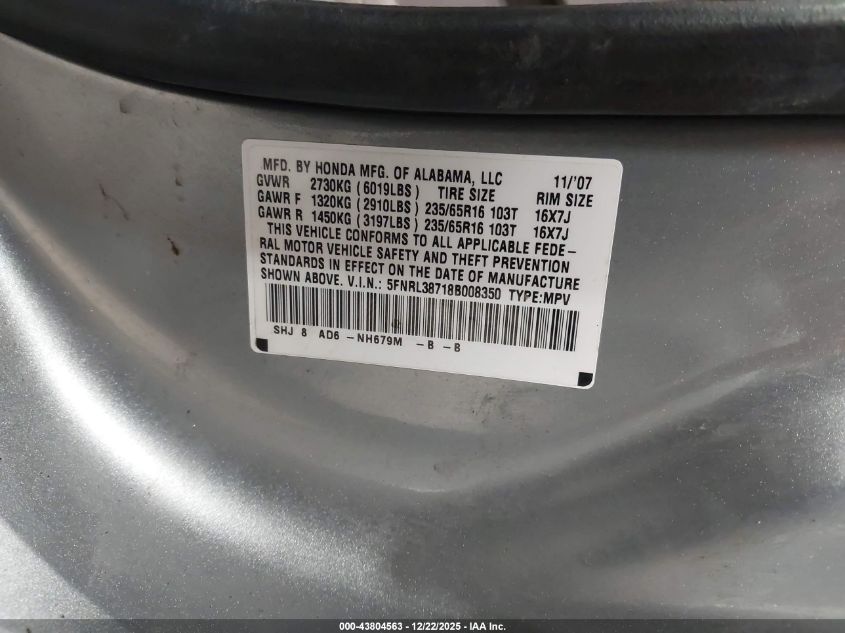 MFD. BY HONDA MFG. OF ALABAMA, LLC 11/'07
GVWR 2730KG (6019LBS) TIRE SIZE RIM SIZE
GAWR F 1320KG (2910LBS) 235/65R16 103T 16X7J
GAWR R 1450KG (3197LBS) 235/65R16 103T 16X7J
THIS VEHICLE CONFORMS TO ALL APPLICABLE FEDE-
RAL MOTOR VEHICLE SAFETY AND THEFT PREVENTION
STANDARDS IN EFFECT ON THE DATE OF MANUFACTURE
SHOWN ABOVE. V.I.N.: 5FNRL38718B008350 TYPE:MPV
SHJ 8 AD6 -NH679M -B -B
000-43804563 - 12/22/2025 - IAA Inc.